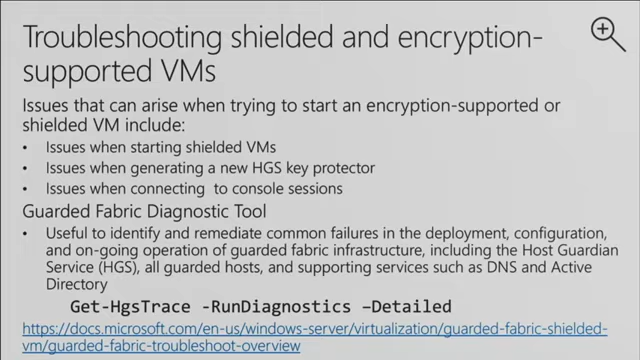 Troubleshooting shielded and encryption-
supported VMs
Issues that can arise when trying to start an encryption-supported or
shielded VM include:
• Issues when starting shielded VMs
• Issues when generating a new HGS key protector
• Issues when connecting to console sessions
Guarded Fabric Diagnostic Tool
• Useful to identify and remediate common failures in the deployment, configuration,
and on-going operation of guarded fabric infrastructure, including the Host Guardian
Service (HGS), all guarded hosts, and supporting services such as DNS and Active
Directory
Get-HgsTrace -RunDiagnostics –Detailed
https://docs.microsoft.com/en-us/windows-server/virtualization/guarded-fabric-shielded-
vm/guarded-fabric-troubleshoot-overview